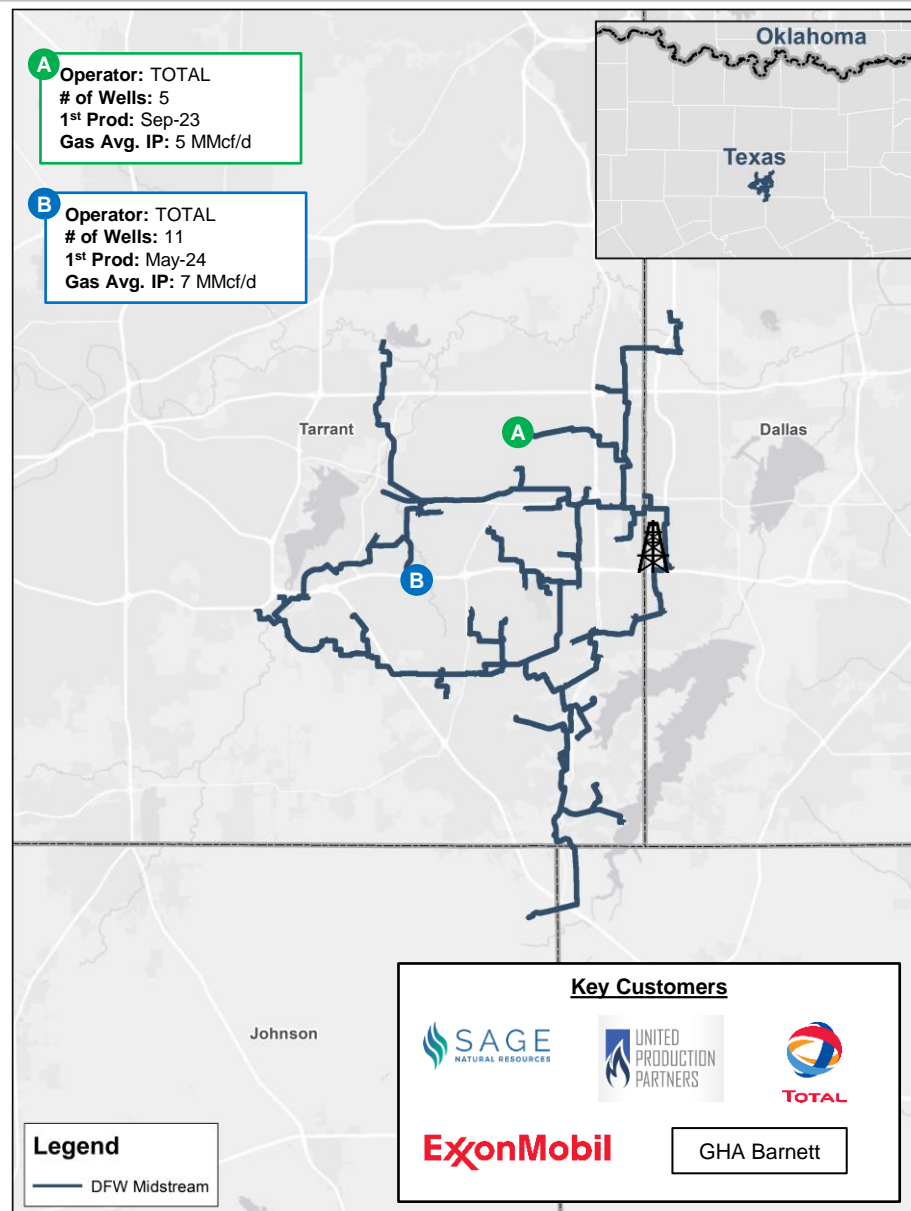 A
Operator: TOTAL
# of Wells: 5
1st Prod: Sep-23
Gas Avg. IP: 5 MMcf/d
B
Operator: TOTAL
# of Wells: 11
1st Prod: May-24
Gas Avg. IP: 7 MMcf/d
Oklahoma
Texas
Tarrant
A
Dallas
B
Johnson
Key Customers
SAGE
NATURAL RESOURCES
UNITED
PRODUCTION
PARTNERS
TOTAL
ExxonMobil
GHA Barnett
Legend
DFW Midstream